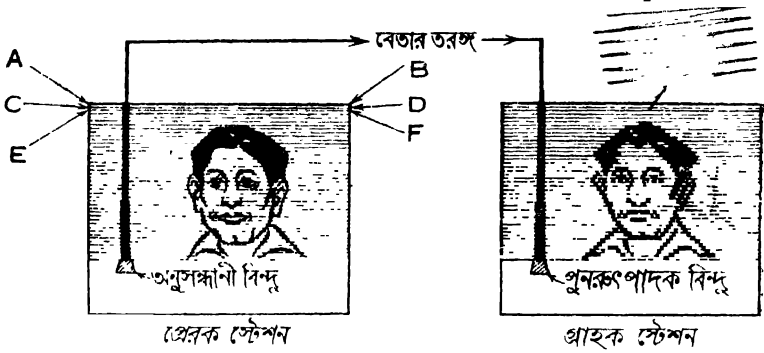 বেতার তরঙ্গ
A
B
C
D
E
F
অনুসন্ধানী বিন্দু
পুনরুৎপাদক বিন্দু
প্রেরক স্টেশন
গ্রাহক স্টেশন